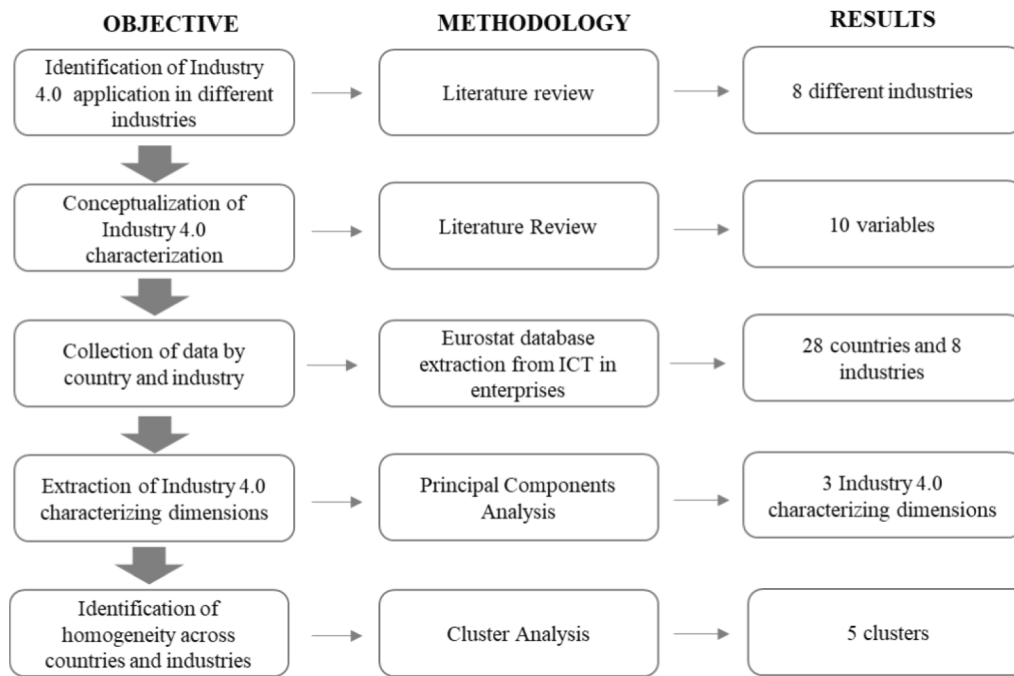 OBJECTIVE
METHODOLOGY
RESULTS
Identification of Industry
4.0 application in different
industries
Literature review
8 different industries
Conceptualization of
Industry 4.0
characterization
Literature Review
10 variables
Collection of data by
country and industry
Eurostat database
extraction from ICT in
enterprises
28 countries and 8
industries
Extraction of Industry 4.0
characterizing dimensions
Principal Components
Analysis
3 Industry 4.0
characterizing dimensions
Identification of
homogeneity across
countries and industries
Cluster Analysis
5 clusters